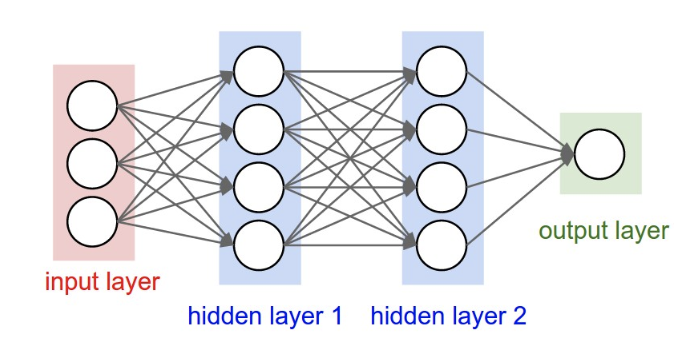 input layer
hidden layer 1
hidden layer 2
output layer